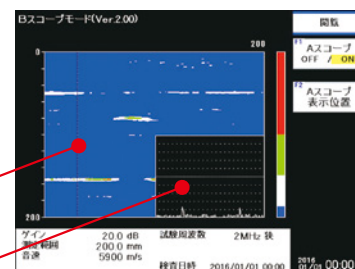 Bスコープモード(Ver.2.00)
閲覧
0
200
F1 Aスコープ
OFF / ON
F2 Aスコープ
表示位置
200
ゲイン 20.0 dB 試験周波数 2MHz 狭
測定範囲 200.0 mm
音速 5900 m/s
検査日時 2016/01/01 00:00
2016
01/01 00:00